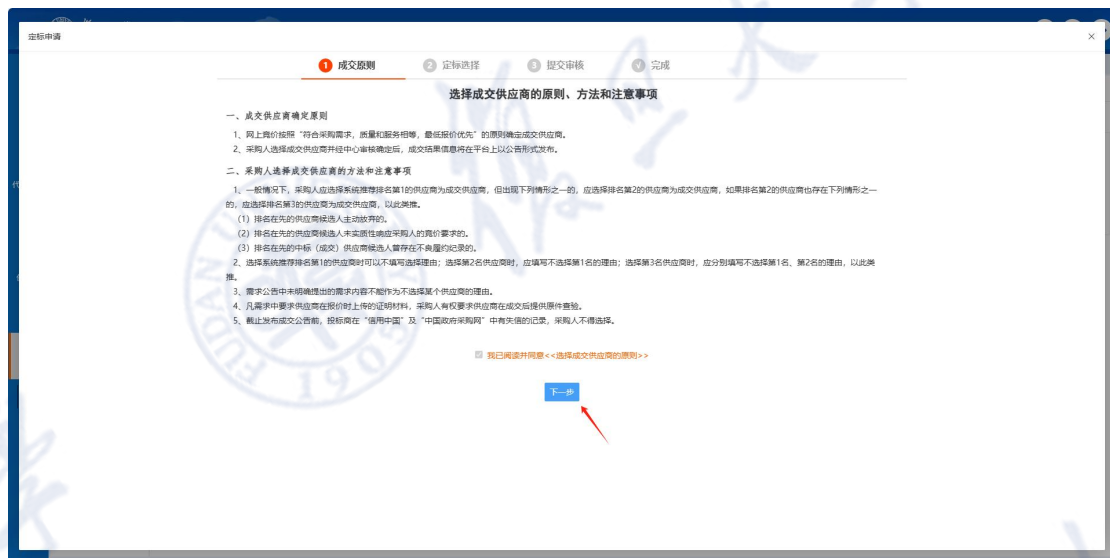 定标申请
×
1 成交原则
2 定标选择
3 提交审核
完成
选择成交供应商的原则、方法和注意事项
一、成交供应商确定原则
1、网上竞价按照“符合采购需求，质量和服务相等，最低报价优先”的原则确定成交供应商。
2、采购人选择成交供应商并经中心审核确定后，成交结果信息将在平台上以公告形式发布。
二、采购人选择成交供应商的方法和注意事项
1、一般情况下，采购人应选择系统推荐排名第1的供应商为成交供应商，但出现下列情形之一的，应选择排名第2的供应商为成交供应商，如果排名第2的供应商也存在下列情形之一
的，应选择排名第3的供应商为成交供应商，以此类推。
（1）排名在先的供应商候选人主动放弃的。
（2）排名在先的供应商候选人未实质性响应采购人的竞价要求的。
（3）排名在先的中标（成交）供应商候选人曾存在不良履约纪录的。
2、选择系统推荐排名第1的供应商时可以不填写选择理由；选择第2名供应商时，应填写不选择第1名的理由；选择第3名供应商时，应分别填写不选择第1名、第2名的理由，以此类
推。
3、需求公告中未明确提出的需求内容不能作为不选择某个供应商的理由。
4、凡需求中要求供应商在报价时上传的证明材料，采购人有权要求供应商在成交后提供原件查验。
5、截止发布成交公告前，投标商在“信用中国”及“中国政府采购网”中有失信的记录，采购人不得选择。
我已阅读并同意<<选择成交供应商的原则>>
下一步
FUDAN UN
1905